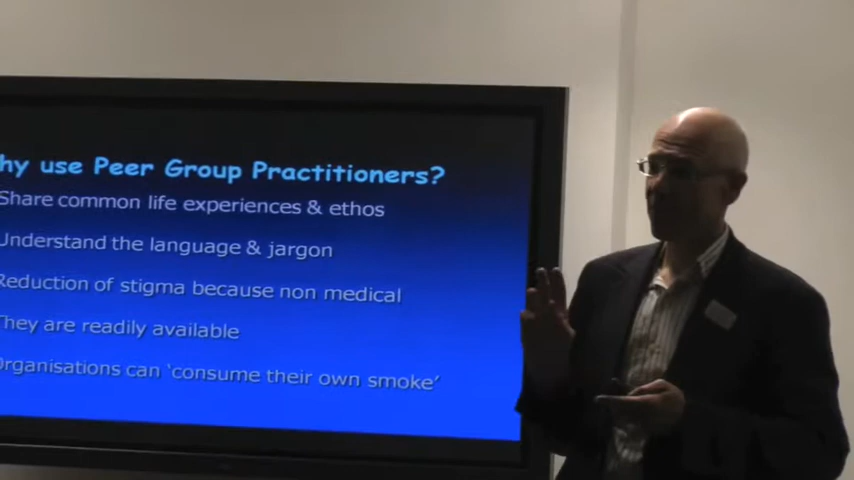 hy use Peer Group Practitioners?
Share common life experiences & ethos
Understand the language & jargon
Reduction of stigma because non medical
They are readily available
Organisations can 'consume their own smoke'